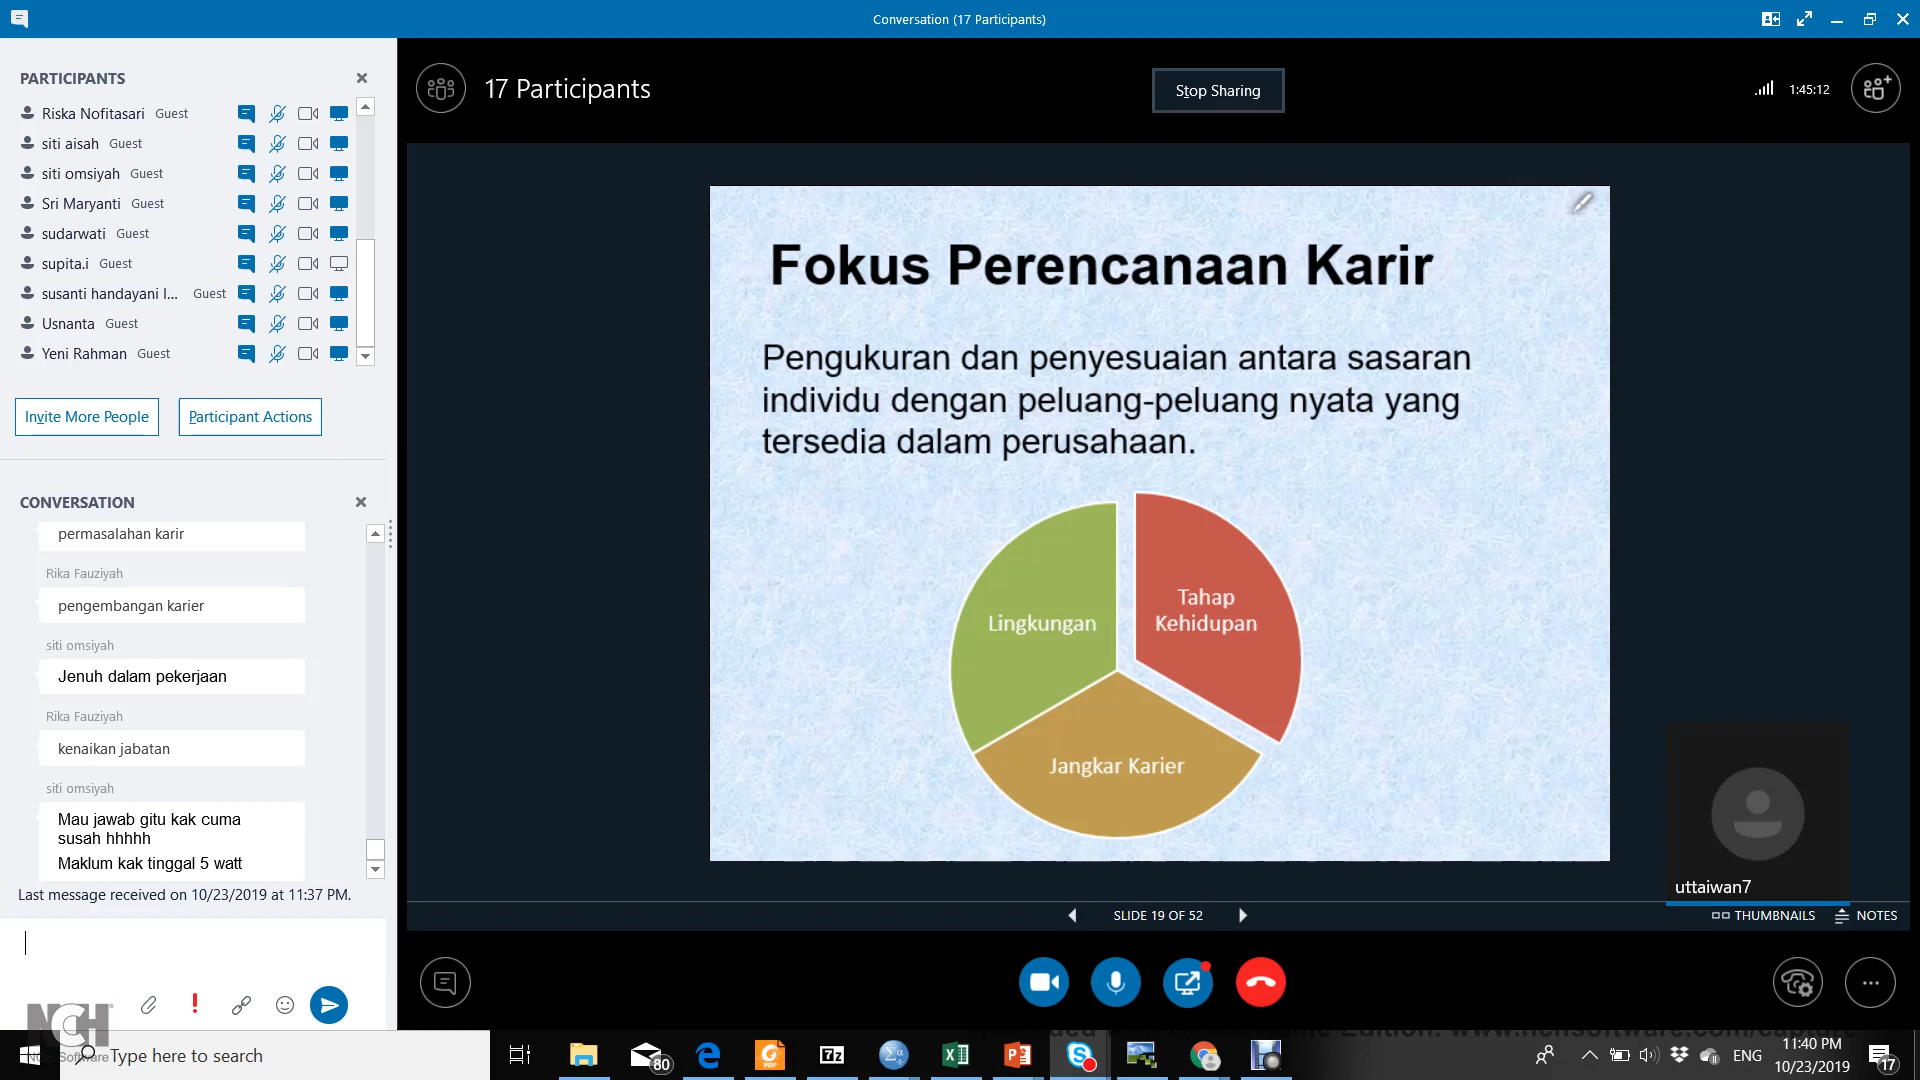 Conversation (17 Participants)
PARTICIPANTS
Riska Nofitasari Guest
siti aisah Guest
siti omsiyah Guest
Sri Maryanti Guest
sudarwati Guest
supita.i Guest
susanti handayani l... Guest
Usnanta Guest
Yeni Rahman Guest
Invite More People
Participant Actions
CONVERSATION
permasalahan karir
Rika Fauziyah
pengembangan karier
siti omsiyah
Jenuh dalam pekerjaan
Rika Fauziyah
kenaikan jabatan
siti omsiyah
Mau jawab gitu kak cuma
susah hhhhh
Maklum kak tinggal 5 watt
Last message received on 10/23/2019 at 11:37 PM.
17 Participants
Stop Sharing
1:45:12
Fokus Perencanaan Karir
Pengukuran dan penyesuaian antara sasaran
individu dengan peluang-peluang nyata yang
tersedia dalam perusahaan.
Lingkungan
Tahap
Kehidupan
Jangkar Karier
uttaiwan7
SLIDE 19 OF 52
THUMBNAILS
NOTES
NCH
NCH Software
Type here to search
80
ENG
11:40 PM
10/23/2019
17